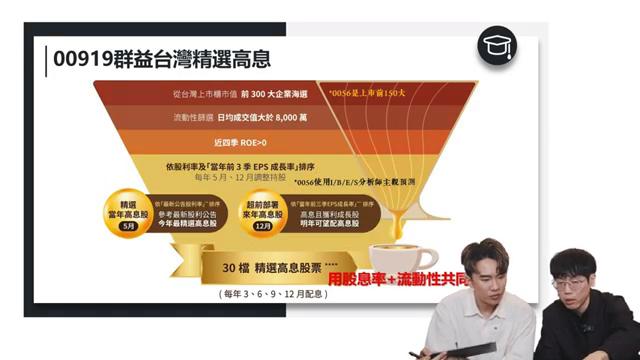 00919群益台灣精選高息
從台灣上市櫃市值 前 300 大企業海選
*0056是上市前150大
流動性篩選 日均成交值大於 8,000 萬
近四季 ROE>0
依股利率及「當年前 3 季 EPS 成長率」排序
每年 5 月、12 月調整持股
*0056使用I/B/E/S分析師主觀預測
精選
當年高息股
5月
依「最新公告股利率」排序
參考最新股利公告
今年最精選高息股
超前部署
來年高息股
12月
依「當年前三季EPS成長率」排序
高息且獲利成長股
明年可望配高息股
30 檔 精選高息股票 ****
用股息率+流動性共同
( 每年 3、6、9、12 月配息 )